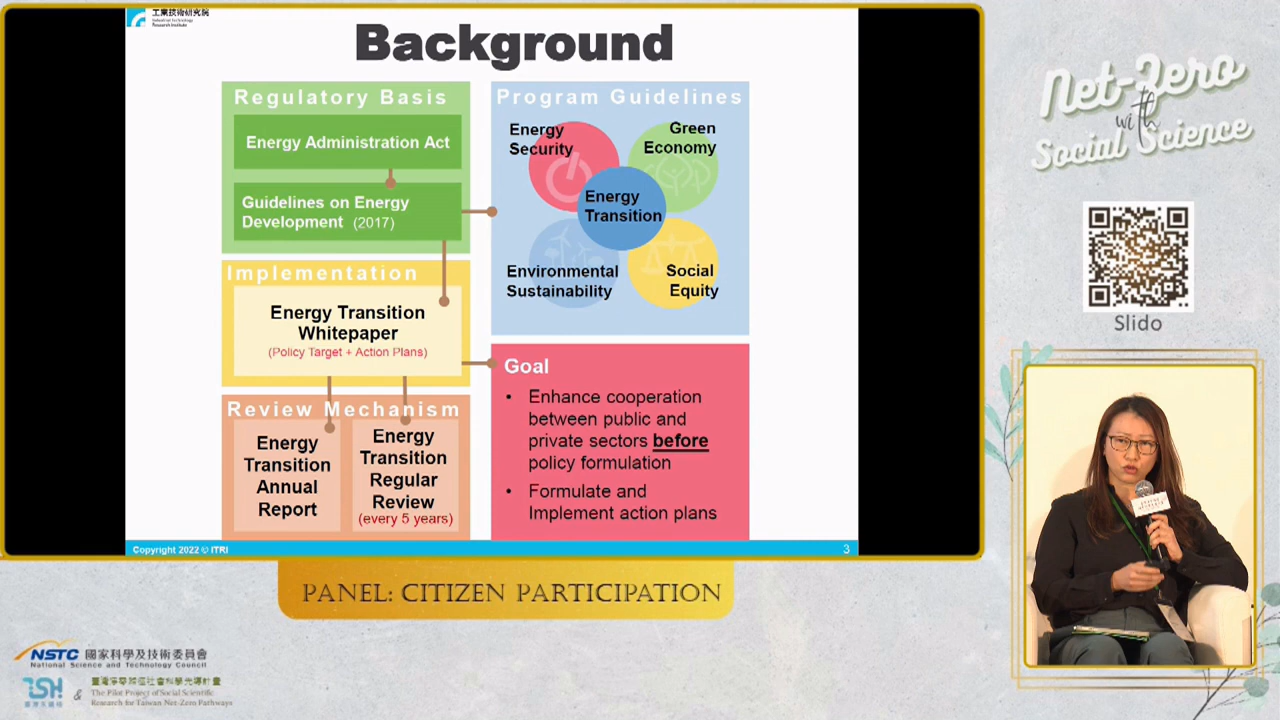 工業技術研究院
Industrial Technology
Research Institute
Background
Regulatory Basis
Energy Administration Act
Guidelines on Energy
Development (2017)
Implementation
Energy Transition
Whitepaper
(Policy Target + Action Plans)
Review Mechanism
Energy
Transition
Annual
Report
Energy
Transition
Regular
Review
(every 5 years)
Program Guidelines
Energy
Security
Green
Economy
Energy
Transition
Environmental
Sustainability
Social
Equity
Goal
• Enhance cooperation
between public and
private sectors before
policy formulation
• Formulate and
Implement action plans
Copyright 2022 © ITRI
3
Net-Zero
with
Social Science
Slido
PANEL: CITIZEN PARTICIPATION
NSTC 國家科學及技術委員會
National Science and Technology Council
&
臺灣淨零路徑社會科學先導計畫
The Pilot Project of Social Scientific
Research for Taiwan Net-Zero Pathways